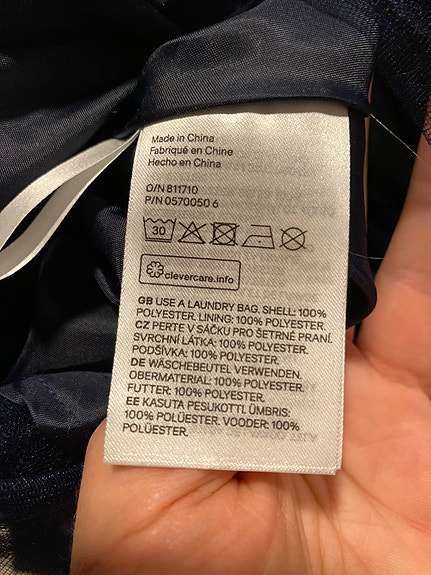 Made in China
Fabriqué en Chine
Hecho en China
O/N 811710
P/N 0570050 6
30
clevercare.info
GB USE A LAUNDRY BAG. SHELL: 100%
POLYESTER. LINING: 100% POLYESTER.
CZ PERTE V SÁČKU PRO ŠETRNÉ PRANÍ.
SVRCHNÍ LÁTKA: 100% POLYESTER.
PODŠÍVKA: 100% POLYESTER.
DE WÄSCHEBEUTEL VERWENDEN.
OBERMATERIAL: 100% POLYESTER.
FUTTER: 100% POLYESTER.
EE KASUTA PESUKOTTI. ÜMBRIS:
100% POLÜESTER. VOODER: 100%
POLÜESTER.